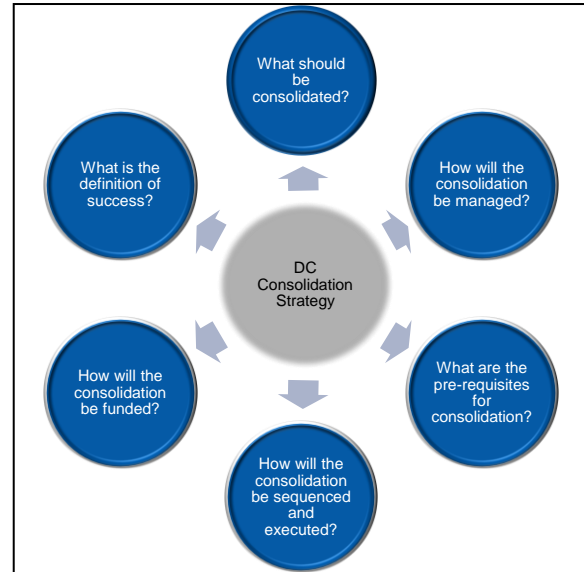 What should
be
consolidated?
How will the
consolidation
be managed?
What are the
pre-requisites
for
consolidation?
How will the
consolidation
be sequenced
and
executed?
How will the
consolidation
be funded?
What is the
definition of
success?
DC
Consolidation
Strategy